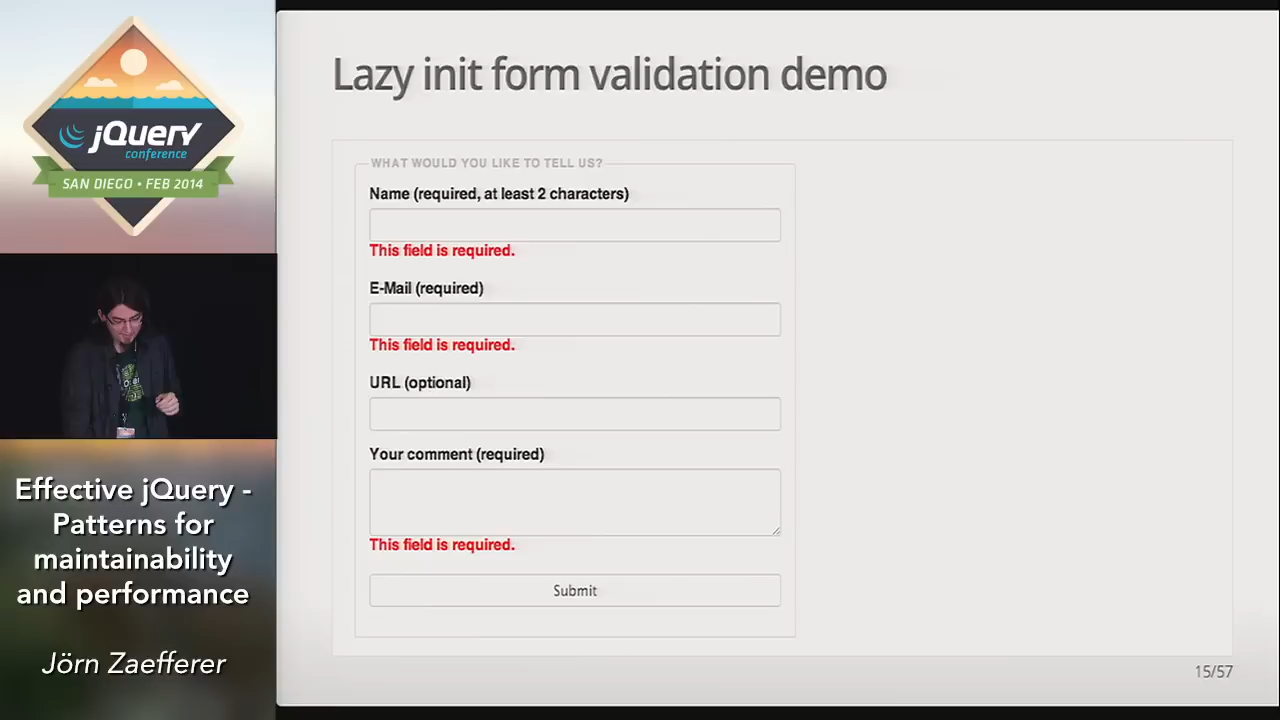 jQuery
conference
SAN DIEGO • FEB 2014
Effective jQuery -
Patterns for
maintainability
and performance
Jörn Zaefferer
Lazy init form validation demo
WHAT WOULD YOU LIKE TO TELL US?
Name (required, at least 2 characters)
This field is required.
E-Mail (required)
This field is required.
URL (optional)
Your comment (required)
This field is required.
Submit
15/57